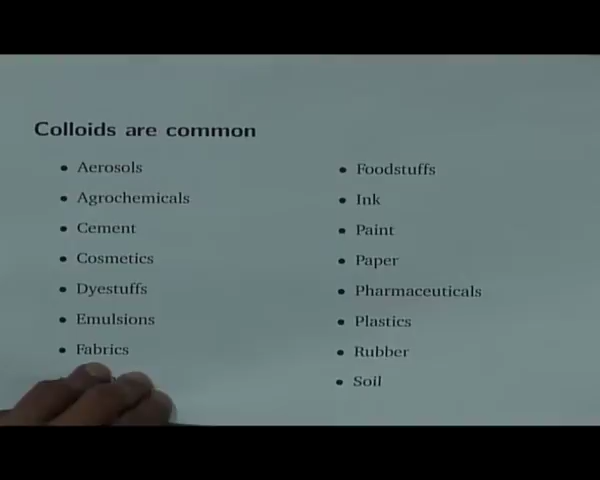 Colloids are common
• Aerosols
• Agrochemicals
• Cement
• Cosmetics
• Dyestuffs
• Emulsions
• Fabrics
• Foodstuffs
• Ink
• Paint
• Paper
• Pharmaceuticals
• Plastics
• Rubber
• Soil